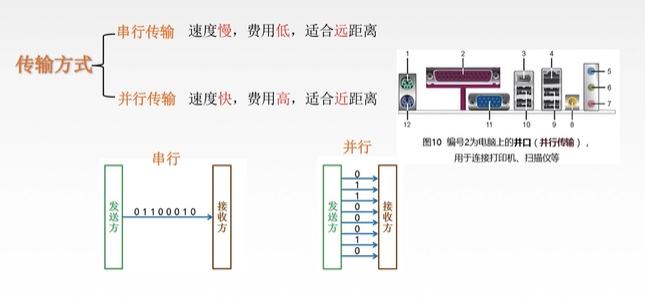 传输方式
串行传输 速度慢，费用低，适合远距离
并行传输 速度快，费用高，适合近距离
1 2 3 4
5
6
7
12 11 10 9 8
图10 编号2为电脑上的井口（并行传输），
用于连接打印机、扫描仪等
串行
发送方
01100010
接收方
并行
发送方
0
1
1
0
0
0
1
0
接收方